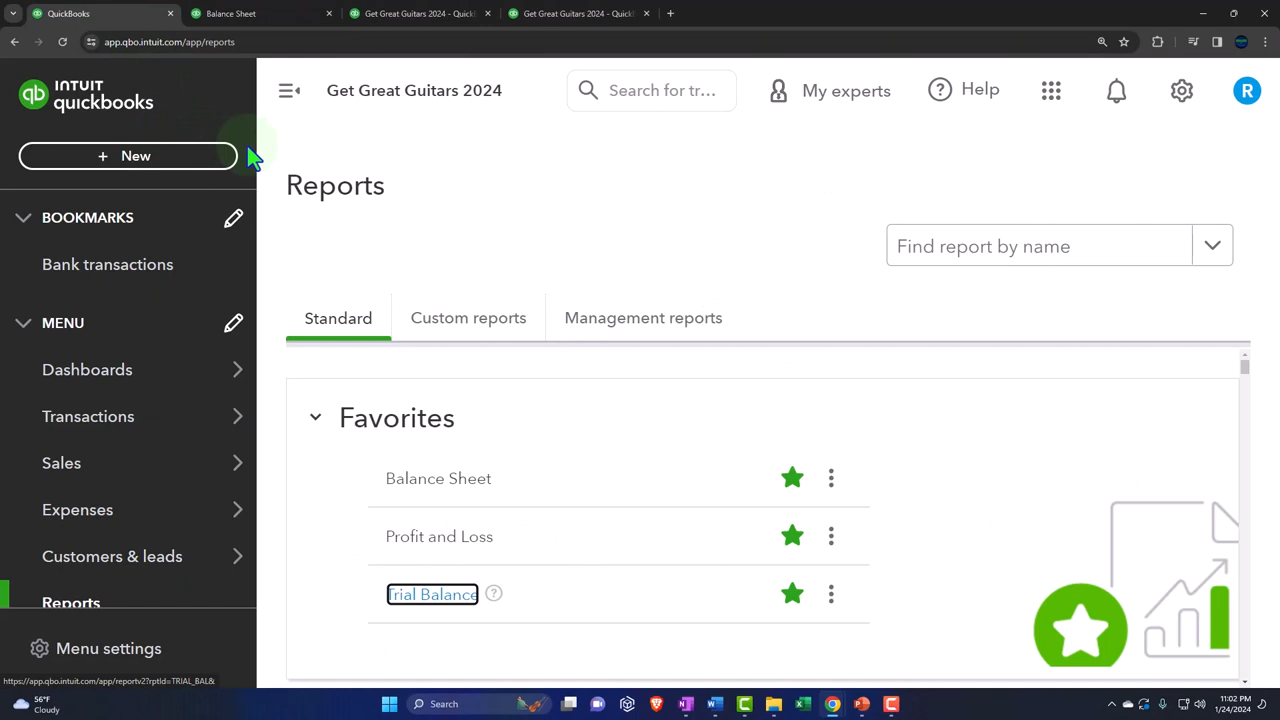 QuickBooks
Balance Sheet
Get Great Guitars 2024 - Quick
Get Great Guitars 2024 - Quick
app.qbo.intuit.com/app/reports
INTUIT
quickbooks
qb
Get Great Guitars 2024
Search for tr...
My experts
Help
R
+ New
Reports
BOOKMARKS
Find report by name
Bank transactions
MENU
Standard
Custom reports
Management reports
Dashboards
Transactions
Favorites
Sales
Balance Sheet
Expenses
Profit and Loss
Customers & leads
Trial Balance
Reports
Menu settings
https://app.qbo.intuit.com/app/reportv2?rptId=TRIAL_BAL&
56°F
Cloudy
Search
11:02 PM
1/24/2024